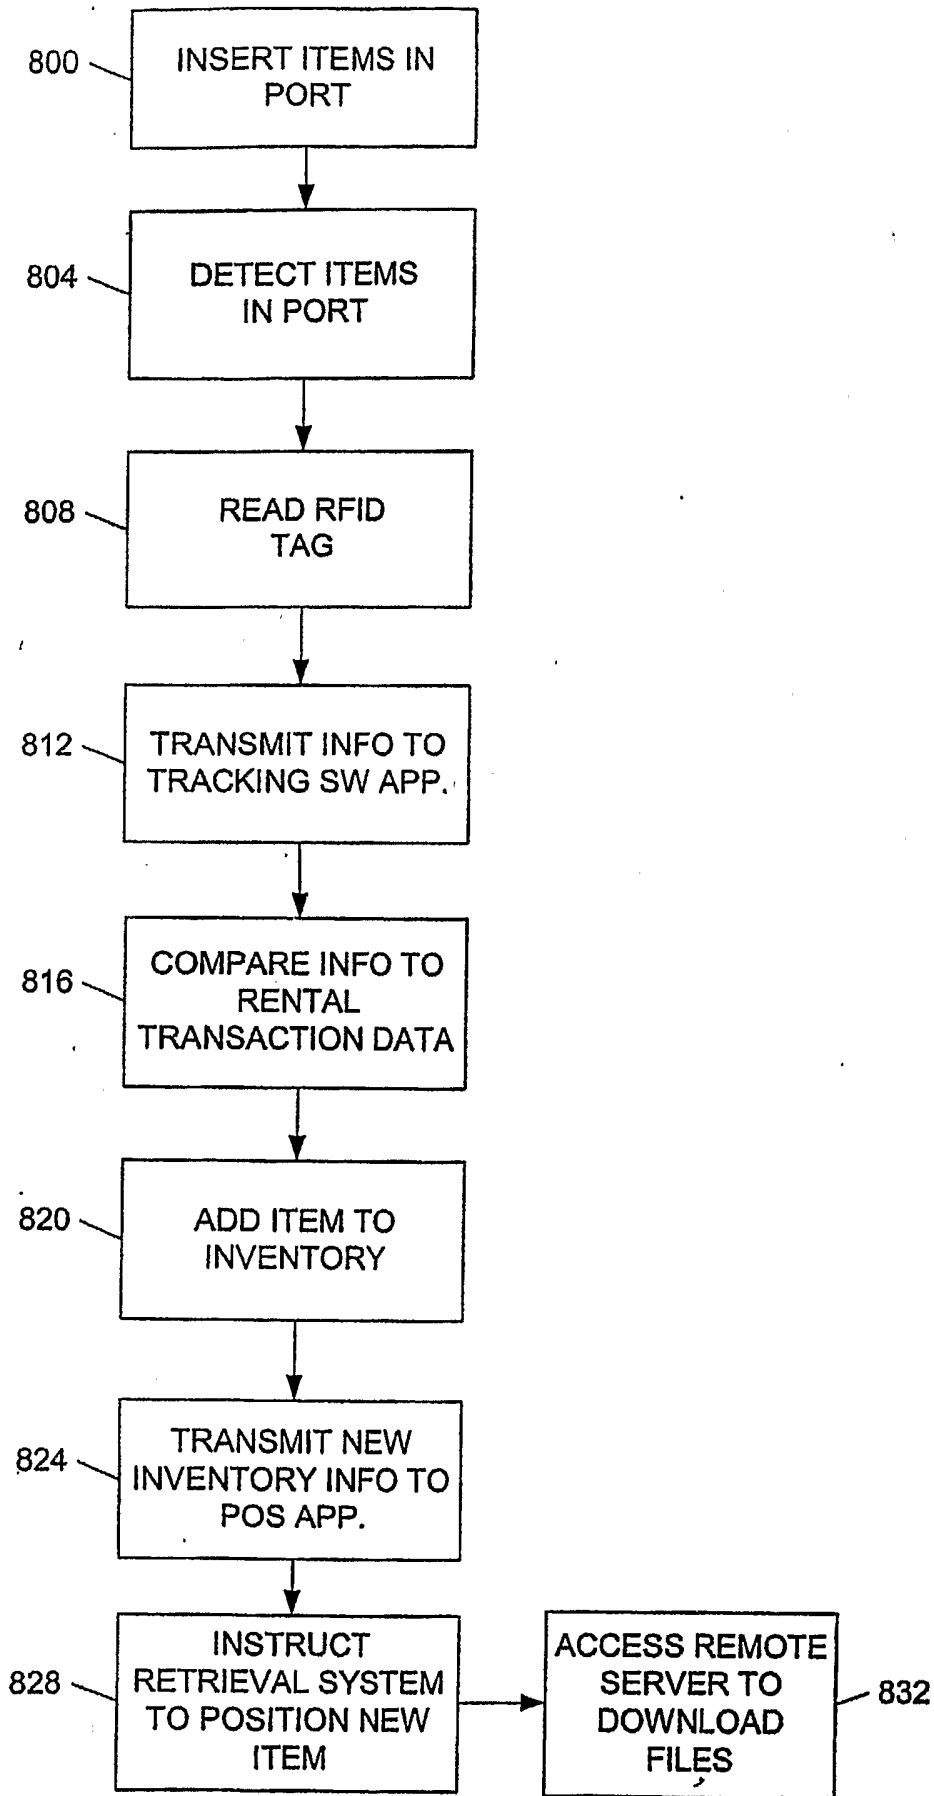 800
INSERT ITEMS IN
PORT
804
DETECT ITEMS
IN PORT
808
READ RFID
TAG
812
TRANSMIT INFO TO
TRACKING SW APP.
816
COMPARE INFO TO
RENTAL
TRANSACTION DATA
820
ADD ITEM TO
INVENTORY
824
TRANSMIT NEW
INVENTORY INFO TO
POS APP.
828
INSTRUCT
RETRIEVAL SYSTEM
TO POSITION NEW
ITEM
ACCESS REMOTE
SERVER TO
DOWNLOAD
FILES
832